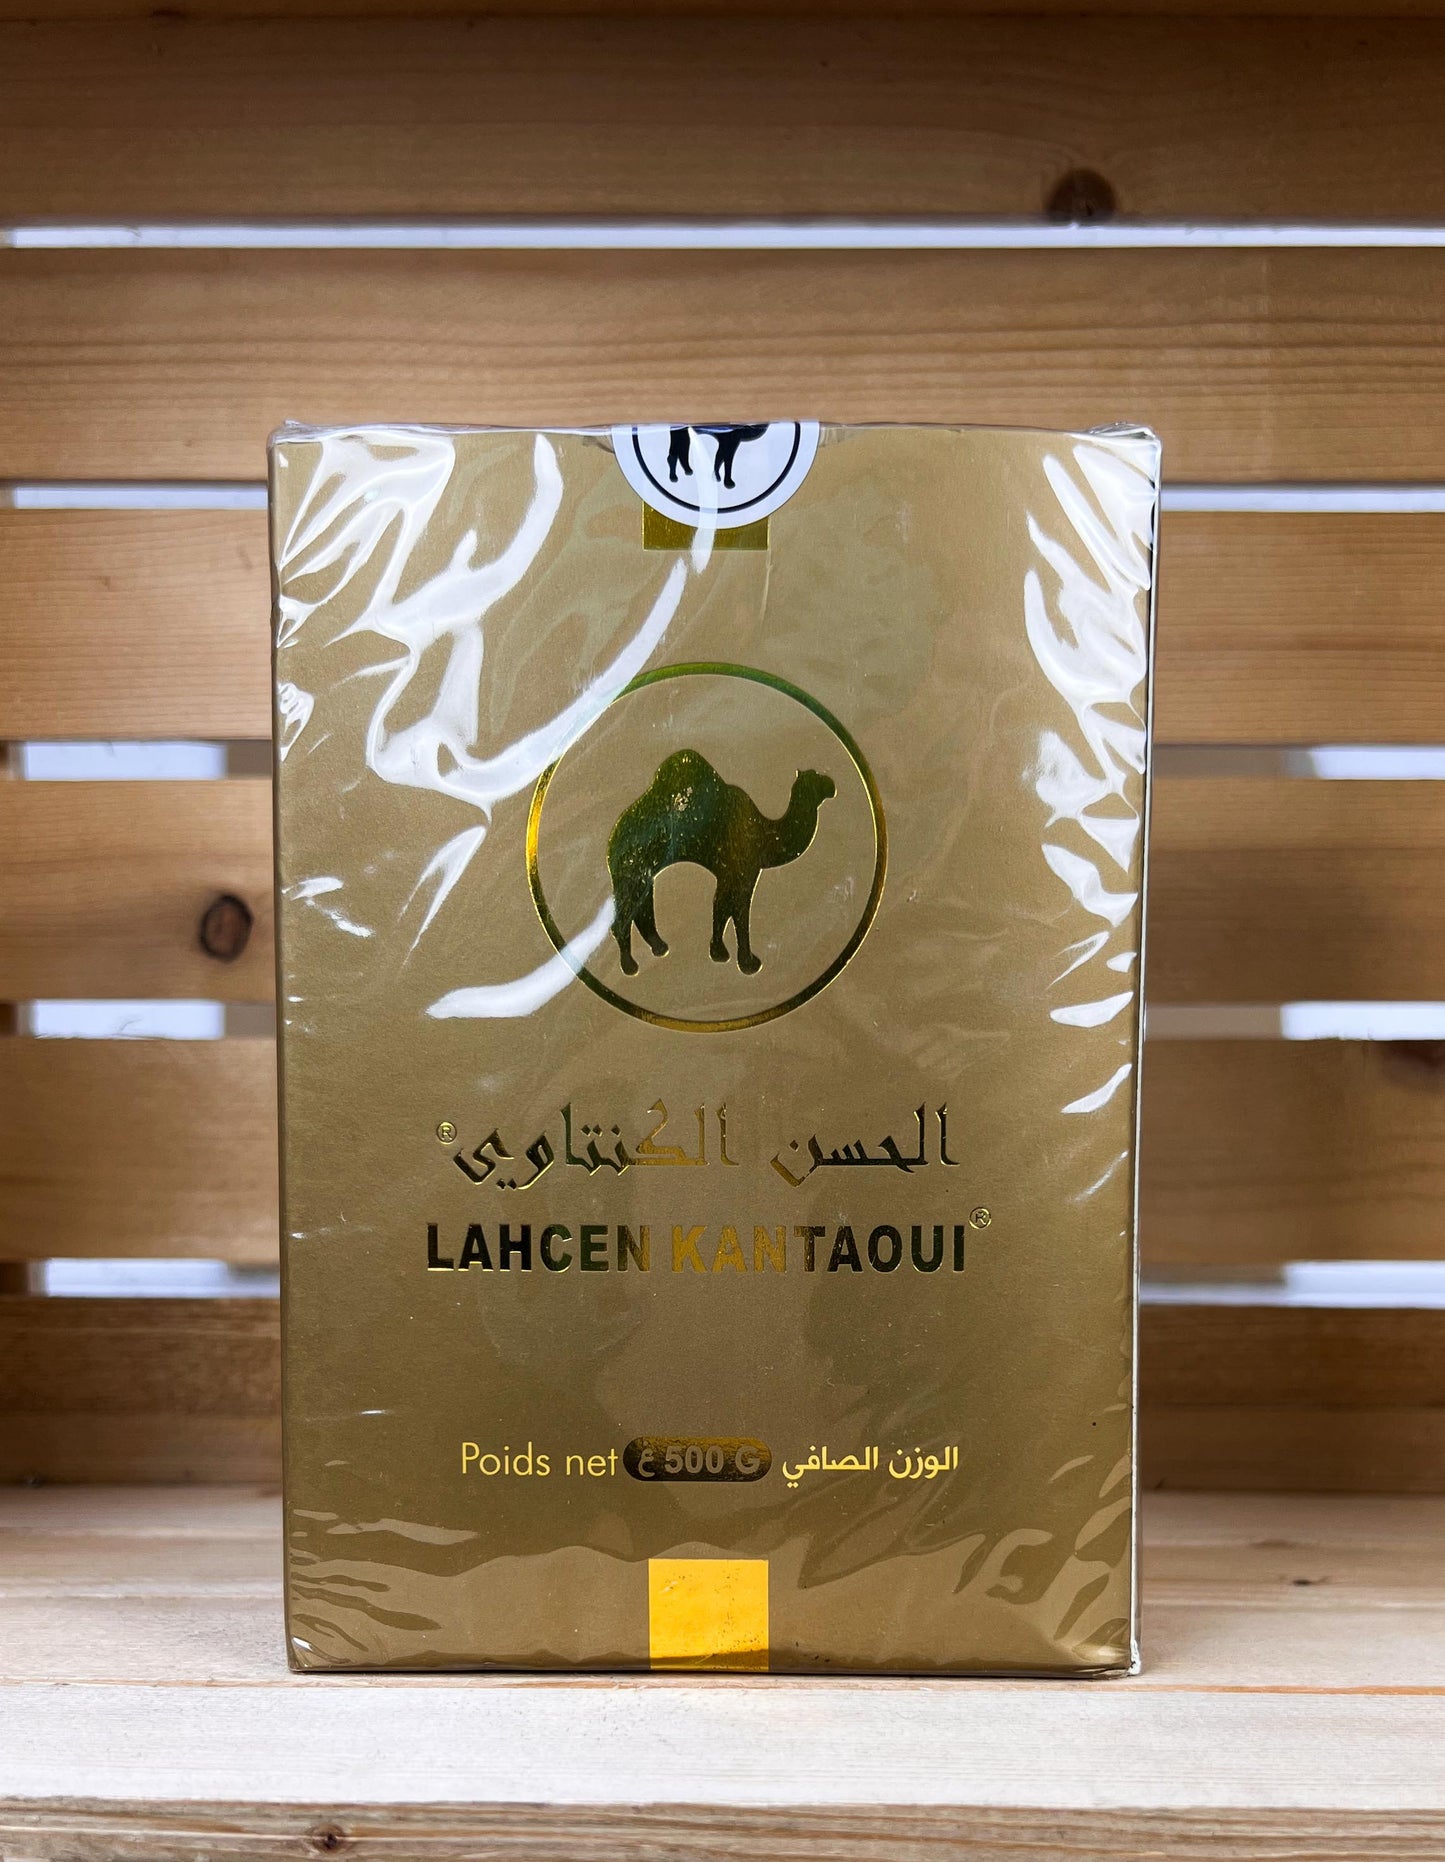 الحسن الكنتاوي®
LAHCEN KANTAOUI®
Poids net غ 500 G الوزن الصافي